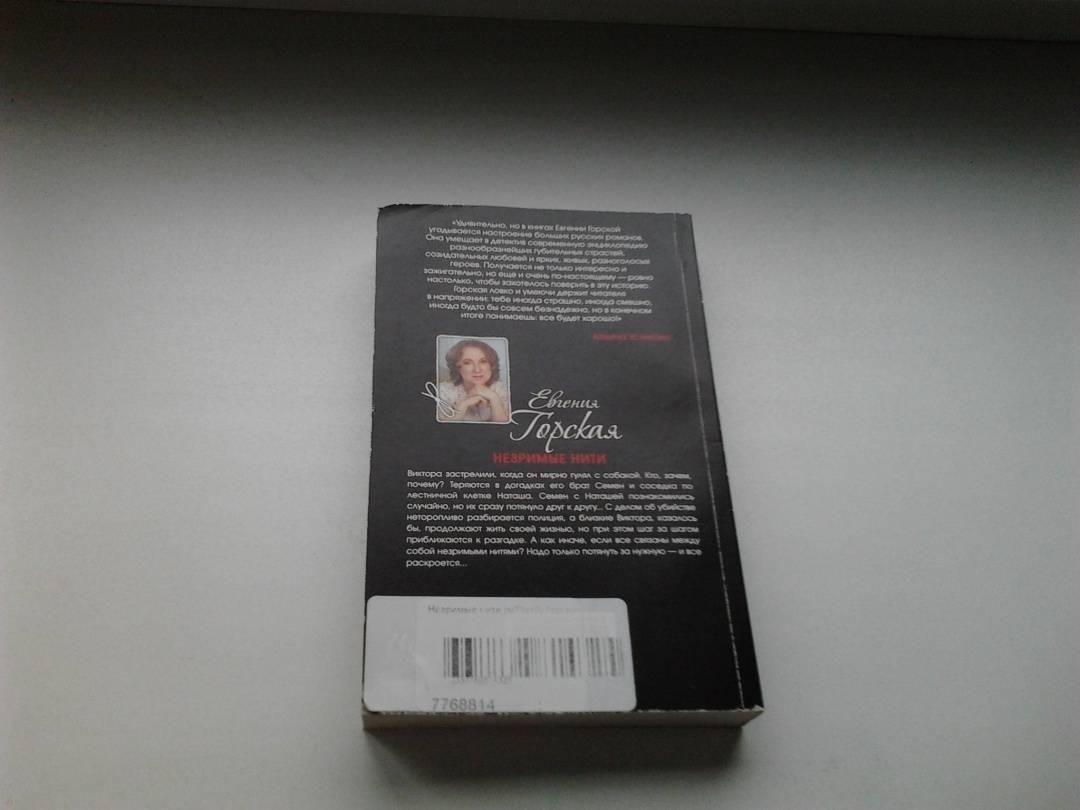 «Удивительно, но в книгах Евгении Горской
угадывается настроение больших русских романов.
Она умещает в детектив современную энциклопедию
разнообразнейших губительных страстей,
созидательных любовей и ярких, живых, разноголосых
героев. Получается не только интересно и
зажигательно, но еще и очень по-настоящему — ровно
настолько, чтобы захотелось поверить в эту историю.
Горская ловко и умеючи держит читателя
в напряжении: тебе иногда страшно, иногда смешно,
иногда будто бы совсем безнадежно, но в конечном
итоге понимаешь: все будет хорошо!»
Евгения
Горская
НЕЗРИМЫЕ НИТИ
Виктора застрелили, когда он мирно гулял с собакой. Кто, зачем,
почему? Теряются в догадках его брат Семен и соседка по
лестничной клетке Наташа. Семен с Наташей познакомились
случайно, но их сразу потянуло друг к другу... С делом об убийстве
неторопливо разбирается полиция, а близкие Виктора, казалось
бы, продолжают жить своей жизнью, но при этом шаг за шагом
приближаются к разгадке. А как иначе, если все связаны между
собой незримыми нитями? Надо только потянуть за нужную — и все
раскроется...
Незримые нити
7768814